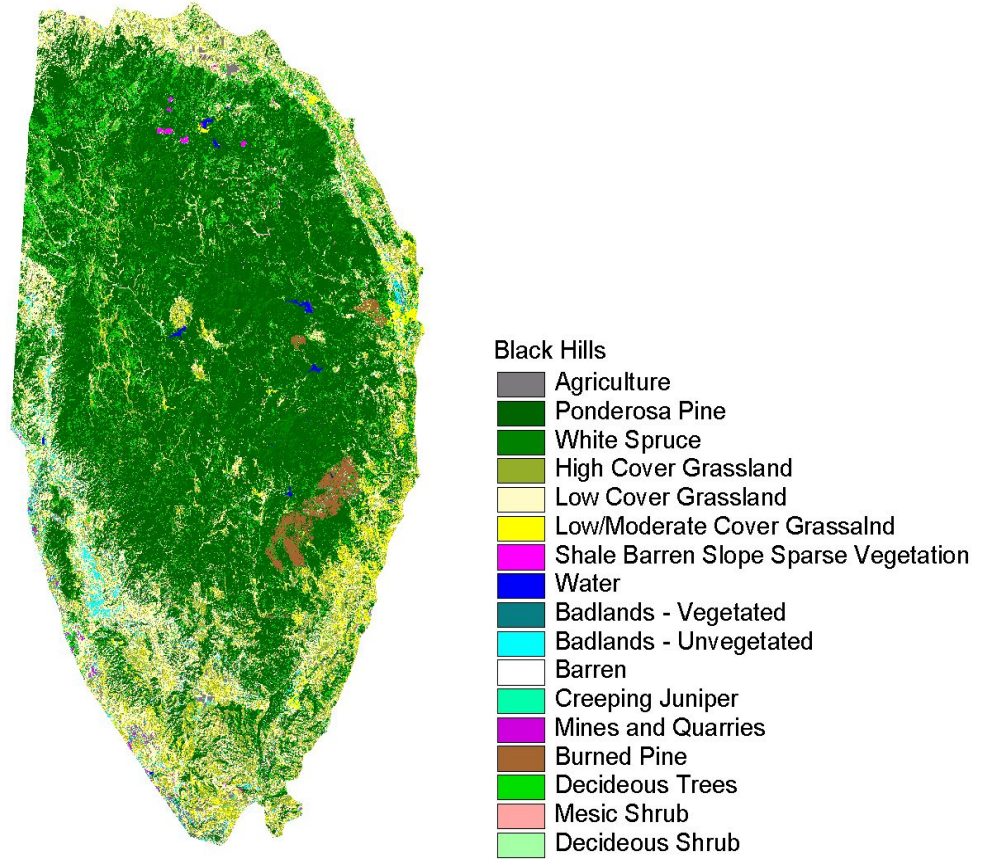 Black Hills
Agriculture
Ponderosa Pine
White Spruce
High Cover Grassland
Low Cover Grassland
Low/Moderate Cover Grassalnd
Shale Barren Slope Sparse Vegetation
Water
Badlands - Vegetated
Badlands - Unvegetated
Barren
Creeping Juniper
Mines and Quarries
Burned Pine
Decideous Trees
Mesic Shrub
Decideous Shrub